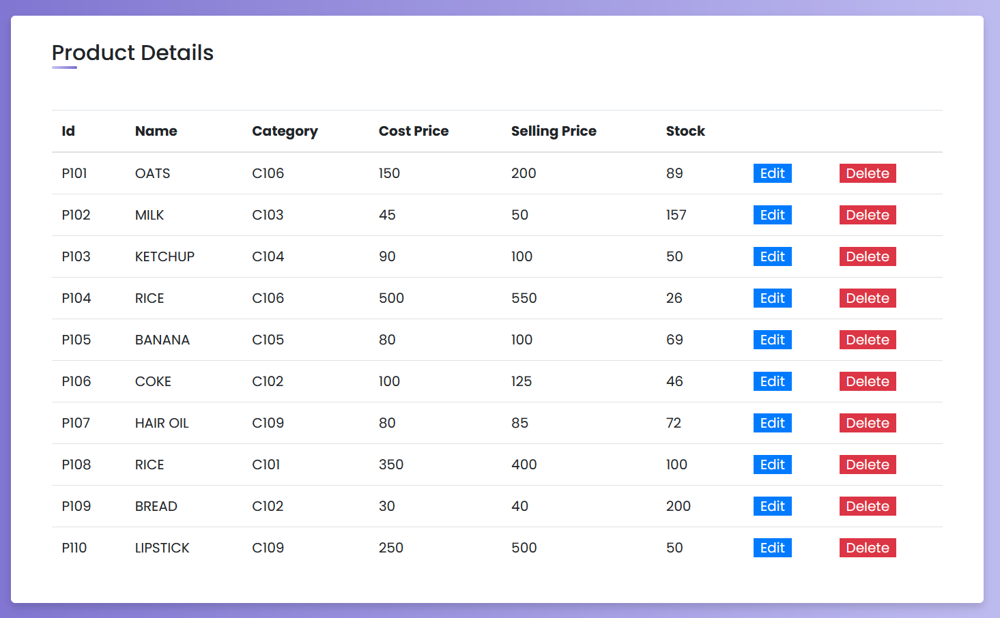 Product Details
Id Name Category Cost Price Selling Price Stock
P101 OATS C106 150 200 89 Edit Delete
P102 MILK C103 45 50 157 Edit Delete
P103 KETCHUP C104 90 100 50 Edit Delete
P104 RICE C106 500 550 26 Edit Delete
P105 BANANA C105 80 100 69 Edit Delete
P106 COKE C102 100 125 46 Edit Delete
P107 HAIR OIL C109 80 85 72 Edit Delete
P108 RICE C101 350 400 100 Edit Delete
P109 BREAD C102 30 40 200 Edit Delete
P110 LIPSTICK C109 250 500 50 Edit Delete